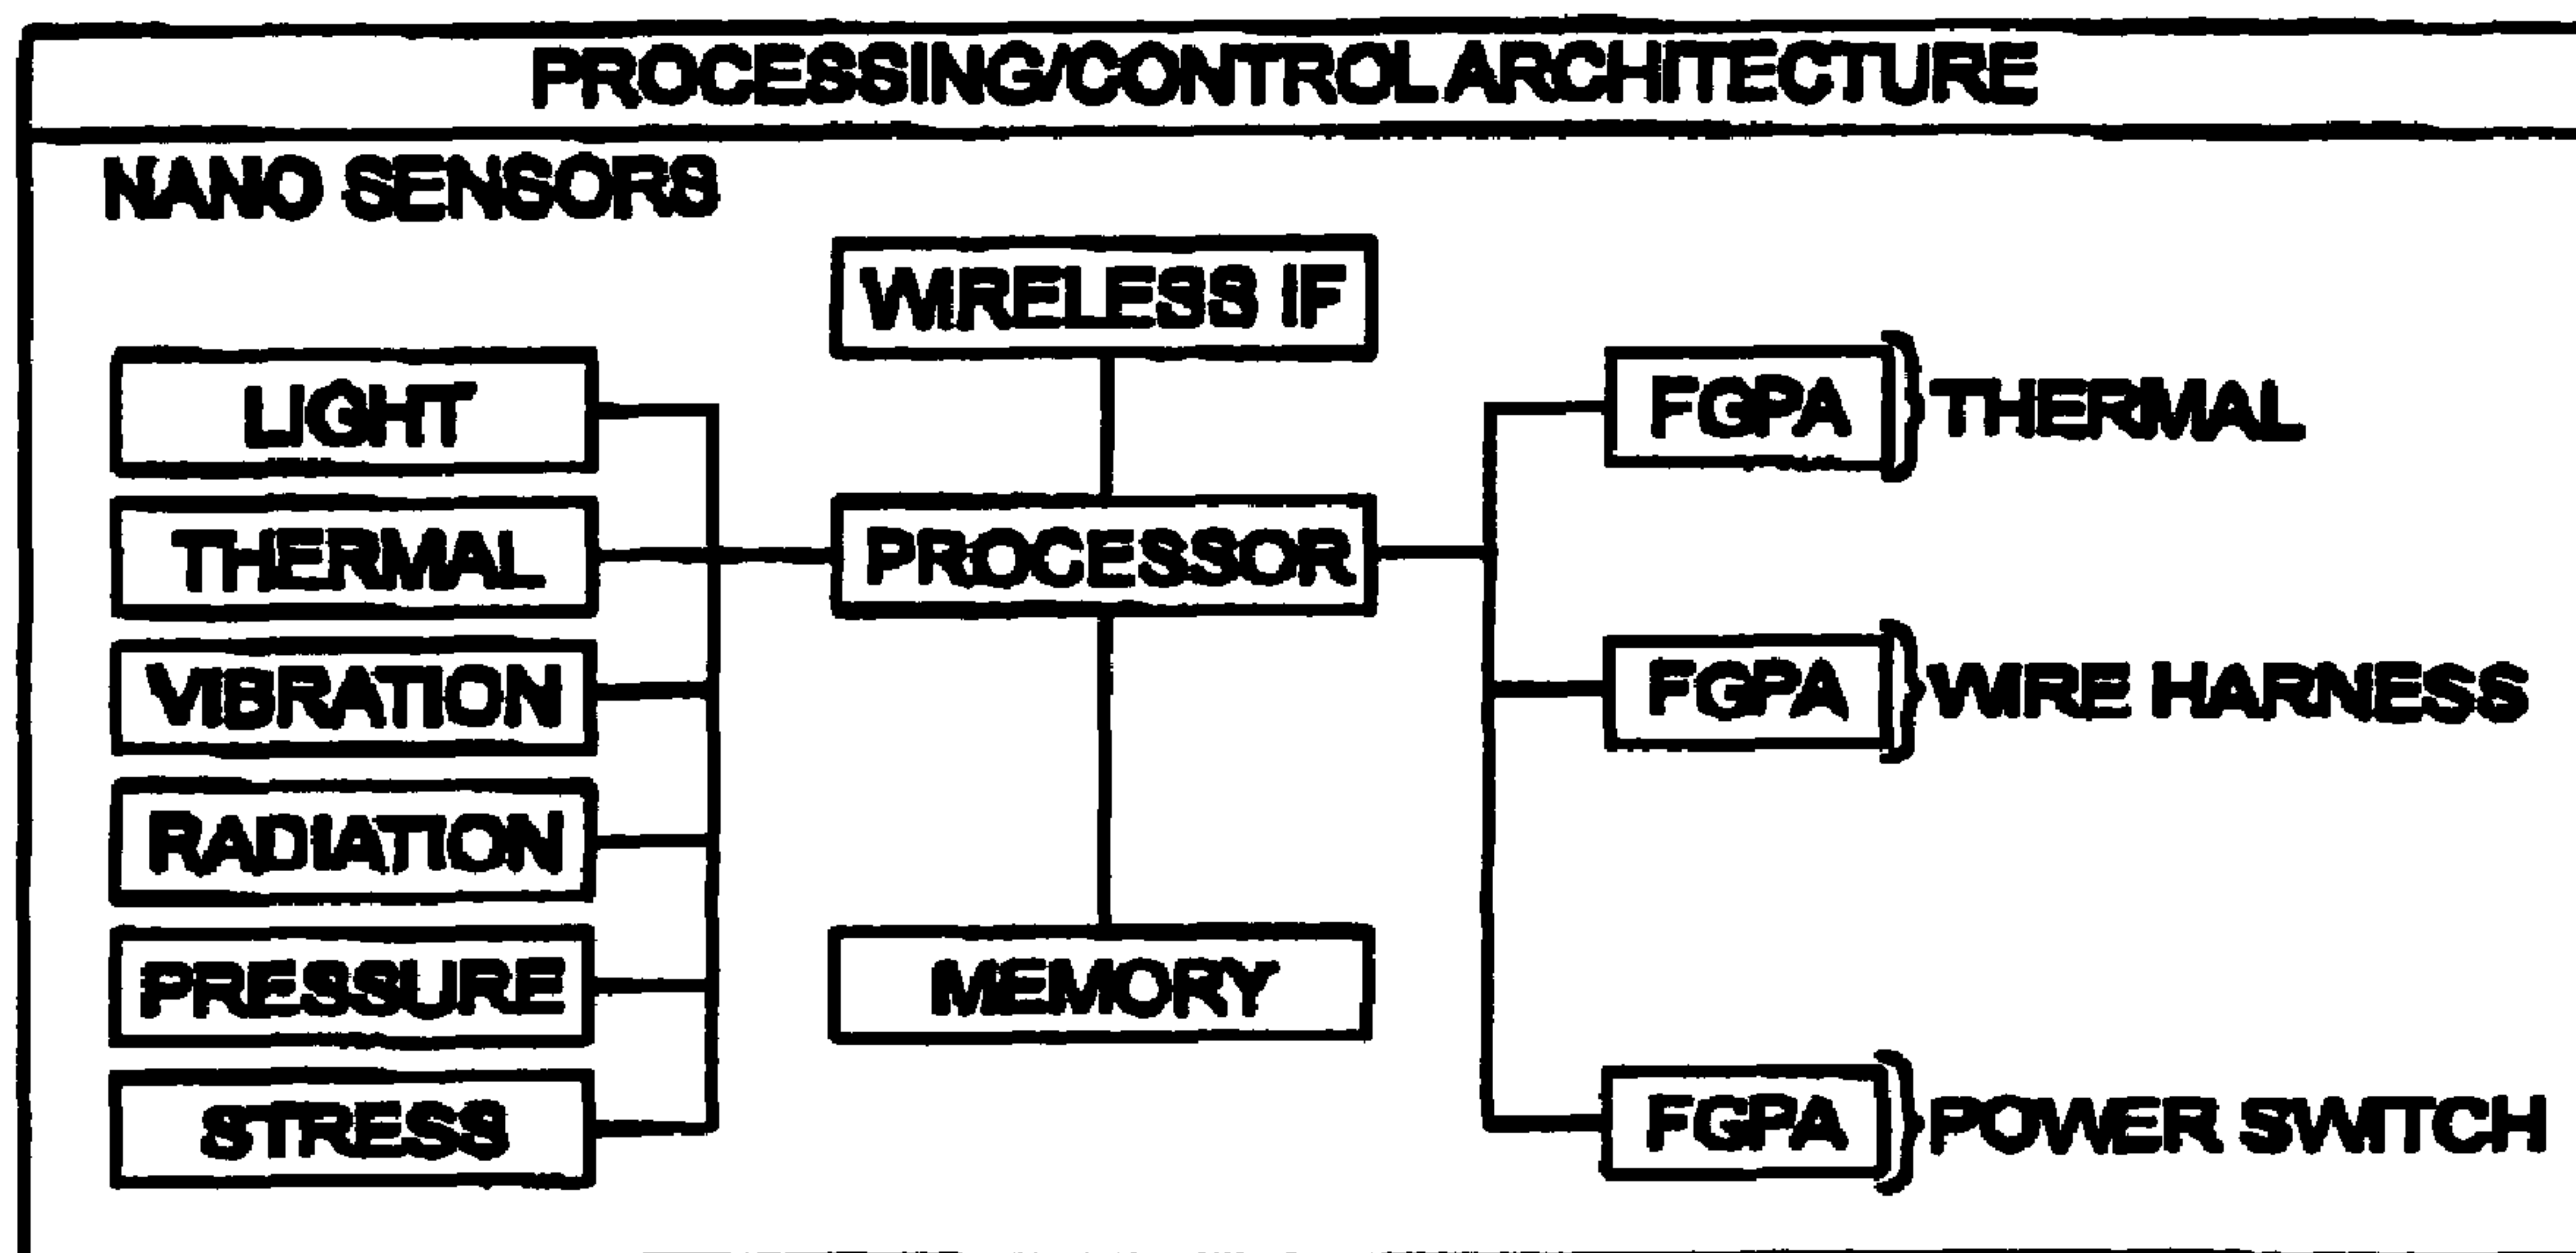 PROCESSING/CONTROL ARCHITECTURE
NANO SENSORS
WIRELESS IF
LIGHT
FGPA } THERMAL
THERMAL
PROCESSOR
VIBRATION
FGPA } WIRE HARNESS
RADIATION
PRESSURE
MEMORY
STRESS
FGPA } POWER SWITCH